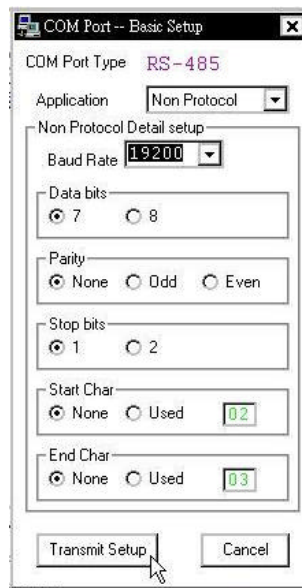 COM Port -- Basic Setup
COM Port Type RS-485
Application Non Protocol
Non Protocol Detail setup
Baud Rate 19200
Data bits
7 8
Parity
None Odd Even
Stop bits
1 2
Start Char
None Used 02
End Char
None Used 03
Transmit Setup Cancel